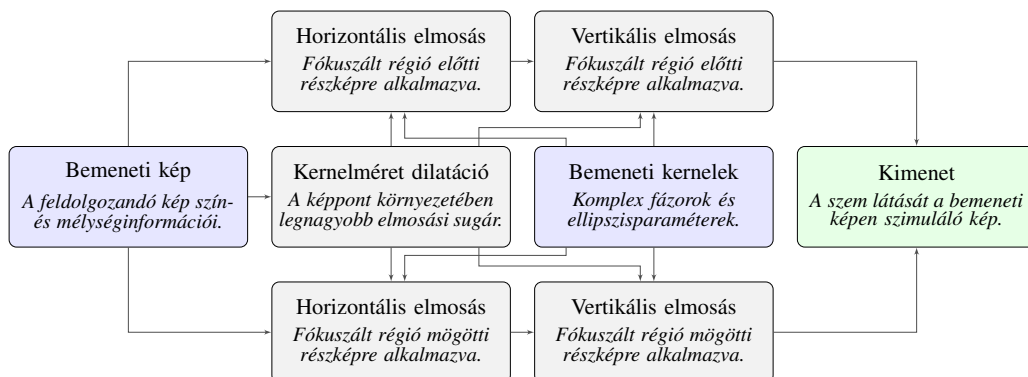 Horizontális elmosás
Fókuszált régió előtti
részképre alkalmazva.
Vertikális elmosás
Fókuszált régió előtti
részképre alkalmazva.
Bemeneti kép
A feldolgozandó kép szín-
és mélységinformációi.
Kernelméret dilatáció
A képpont környezetében
legnagyobb elmosási sugár.
Bemeneti kernelek
Komplex fázorok és
ellipszisparaméterek.
Kimenet
A szem látását a bemeneti
képen szimuláló kép.
Horizontális elmosás
Fókuszált régió mögötti
részképre alkalmazva.
Vertikális elmosás
Fókuszált régió mögötti
részképre alkalmazva.